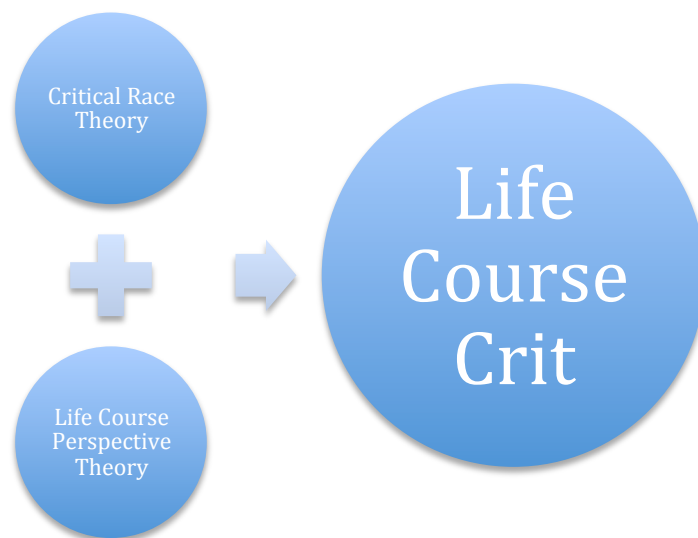 Critical Race
Theory
Life Course
Perspective
Theory
Life
Course
Crit